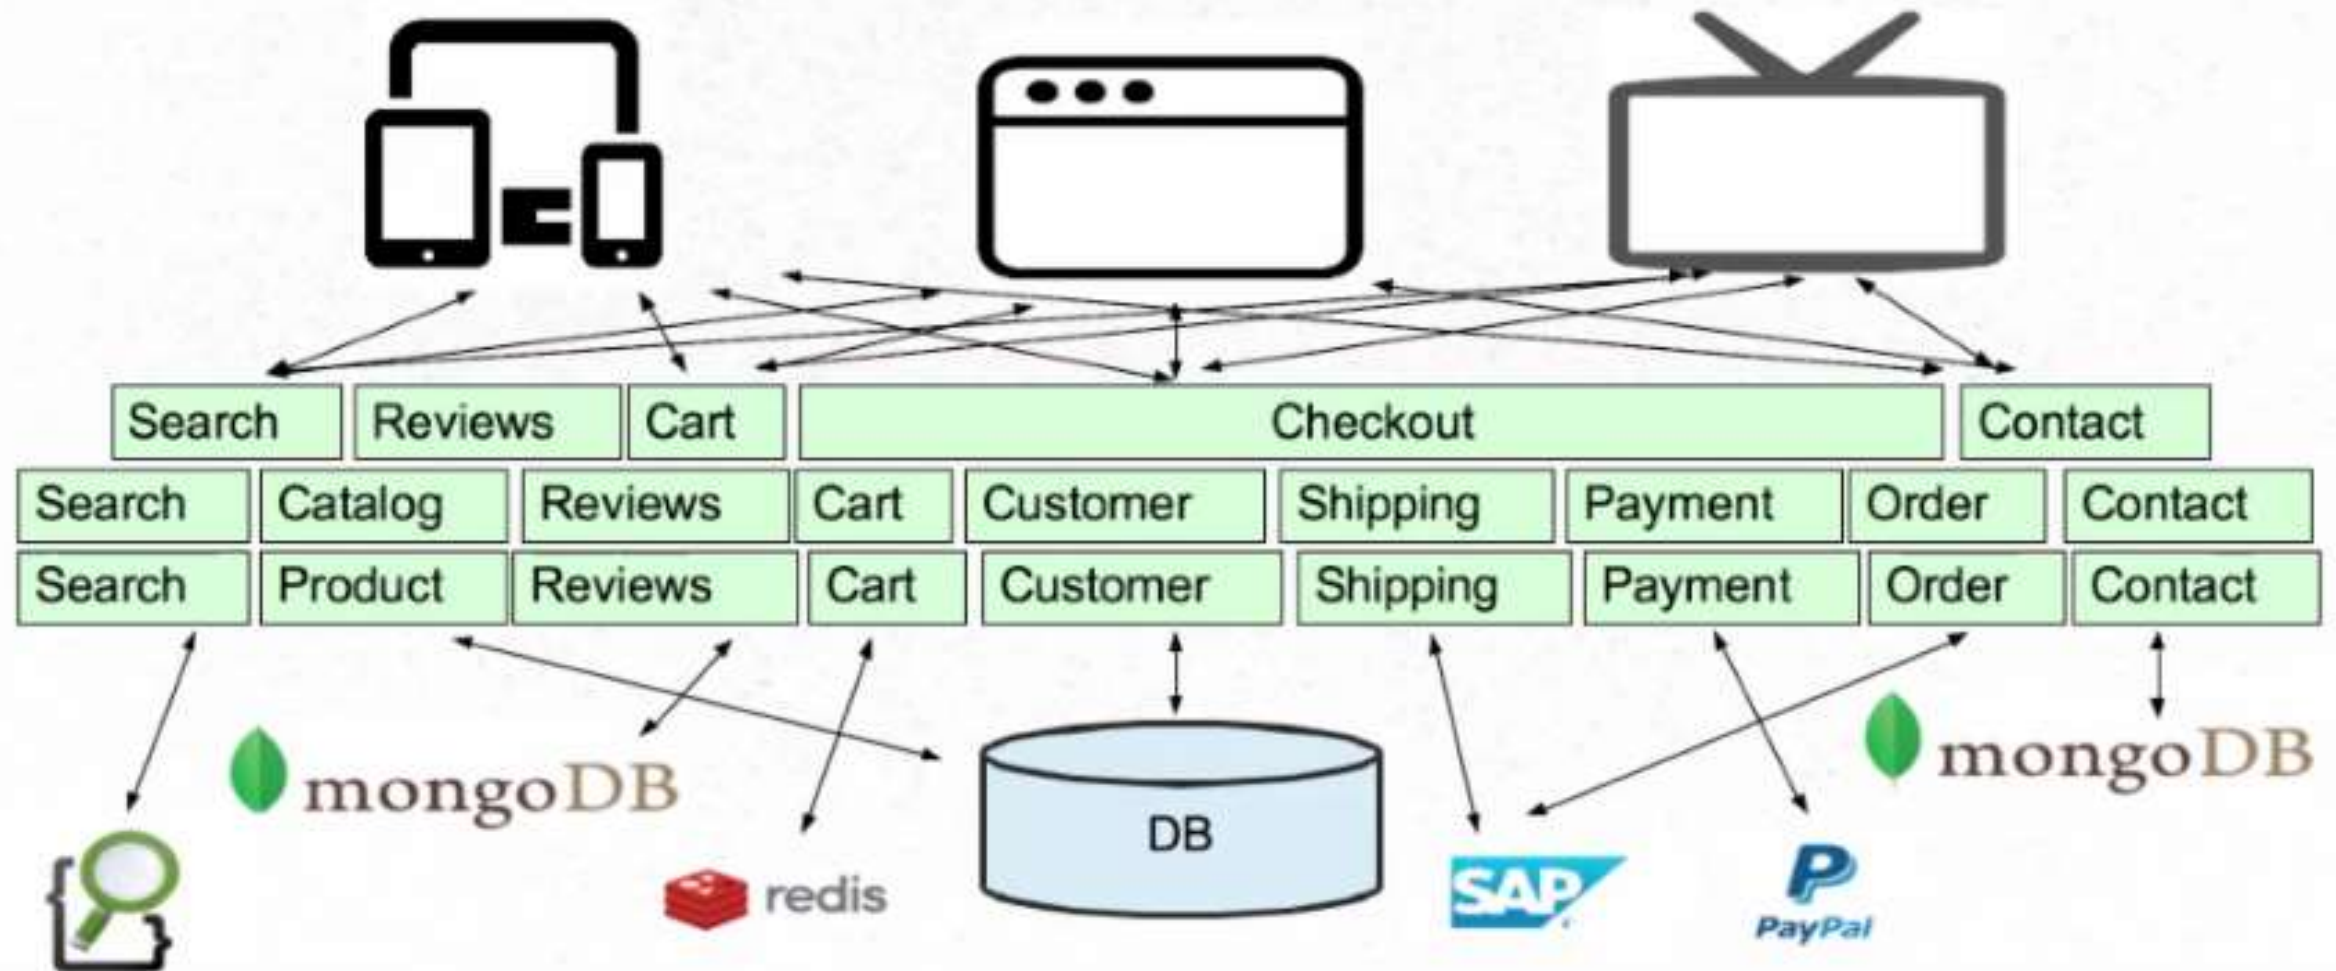 Search Reviews Cart Checkout Contact
Search Catalog Reviews Cart Customer Shipping Payment Order Contact
Search Product Reviews Cart Customer Shipping Payment Order Contact
mongoDB
mongoDB
DB
redis
SAP
PayPal